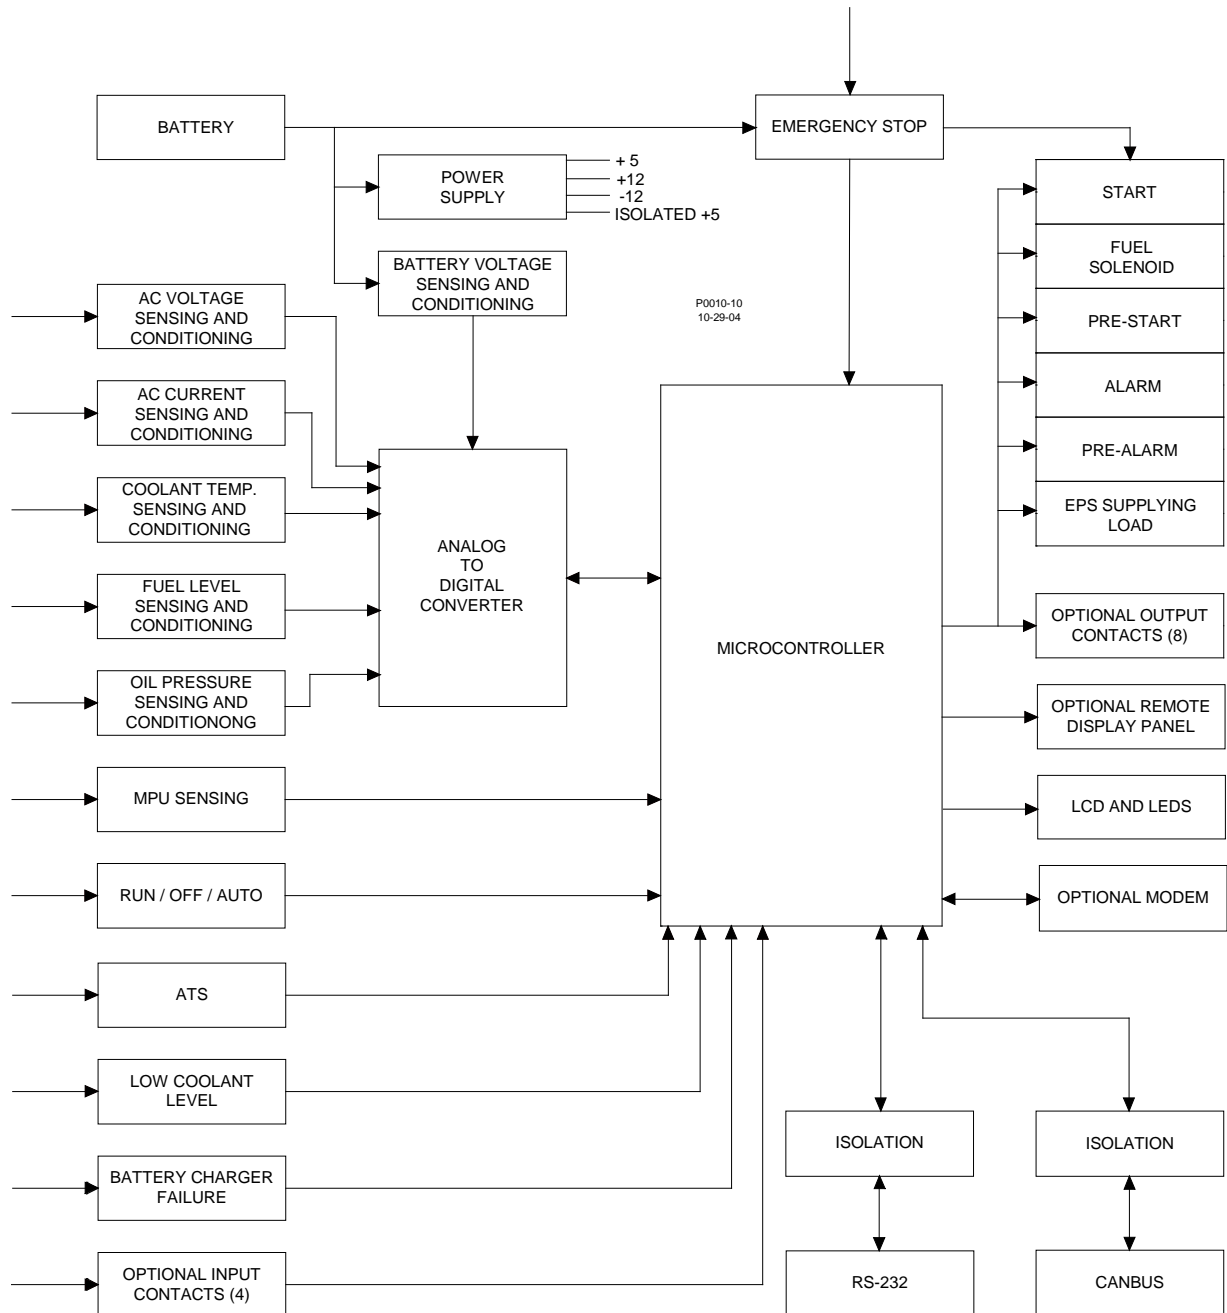 BATTERY
EMERGENCY STOP
POWER
SUPPLY
+ 5
+12
-12
ISOLATED +5
START
BATTERY VOLTAGE
SENSING AND
CONDITIONING
FUEL
SOLENOID
AC VOLTAGE
SENSING AND
CONDITIONING
P0010-10
10-29-04
PRE-START
AC CURRENT
SENSING AND
CONDITIONING
ALARM
PRE-ALARM
COOLANT TEMP.
SENSING AND
CONDITIONING
EPS SUPPLYING
LOAD
ANALOG
TO
DIGITAL
CONVERTER
FUEL LEVEL
SENSING AND
CONDITIONING
MICROCONTROLLER
OPTIONAL OUTPUT
CONTACTS (8)
OIL PRESSURE
SENSING AND
CONDITIONONG
OPTIONAL REMOTE
DISPLAY PANEL
MPU SENSING
LCD AND LEDS
RUN / OFF / AUTO
OPTIONAL MODEM
ATS
LOW COOLANT
LEVEL
ISOLATION
ISOLATION
BATTERY CHARGER
FAILURE
OPTIONAL INPUT
CONTACTS (4)
RS-232
CANBUS